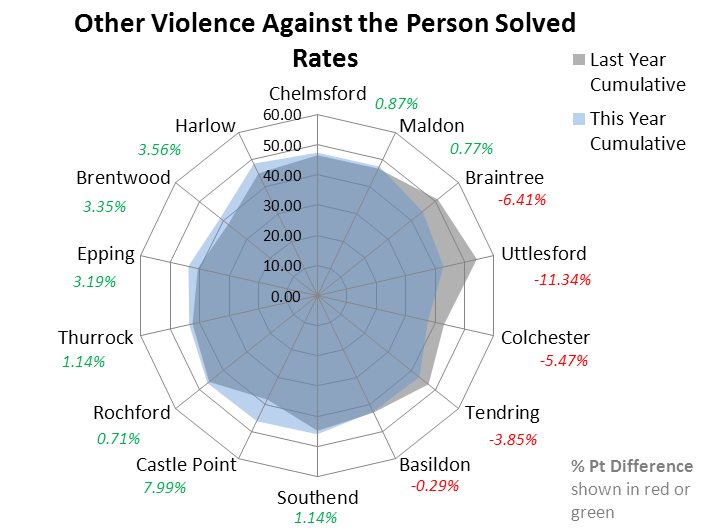 Other Violence Against the Person Solved
Rates
Last Year
Cumulative
This Year
Cumulative
Chelmsford
0.87%
Maldon
0.77%
Braintree
-6.41%
Uttlesford
-11.34%
Colchester
-5.47%
Tendring
-3.85%
Basildon
-0.29%
Southend
1.14%
Castle Point
7.99%
Rochford
0.71%
Thurrock
1.14%
Epping
3.19%
Brentwood
3.35%
Harlow
3.56%
60.00
50.00
40.00
30.00
20.00
10.00
0.00
% Pt Difference
shown in red or
green